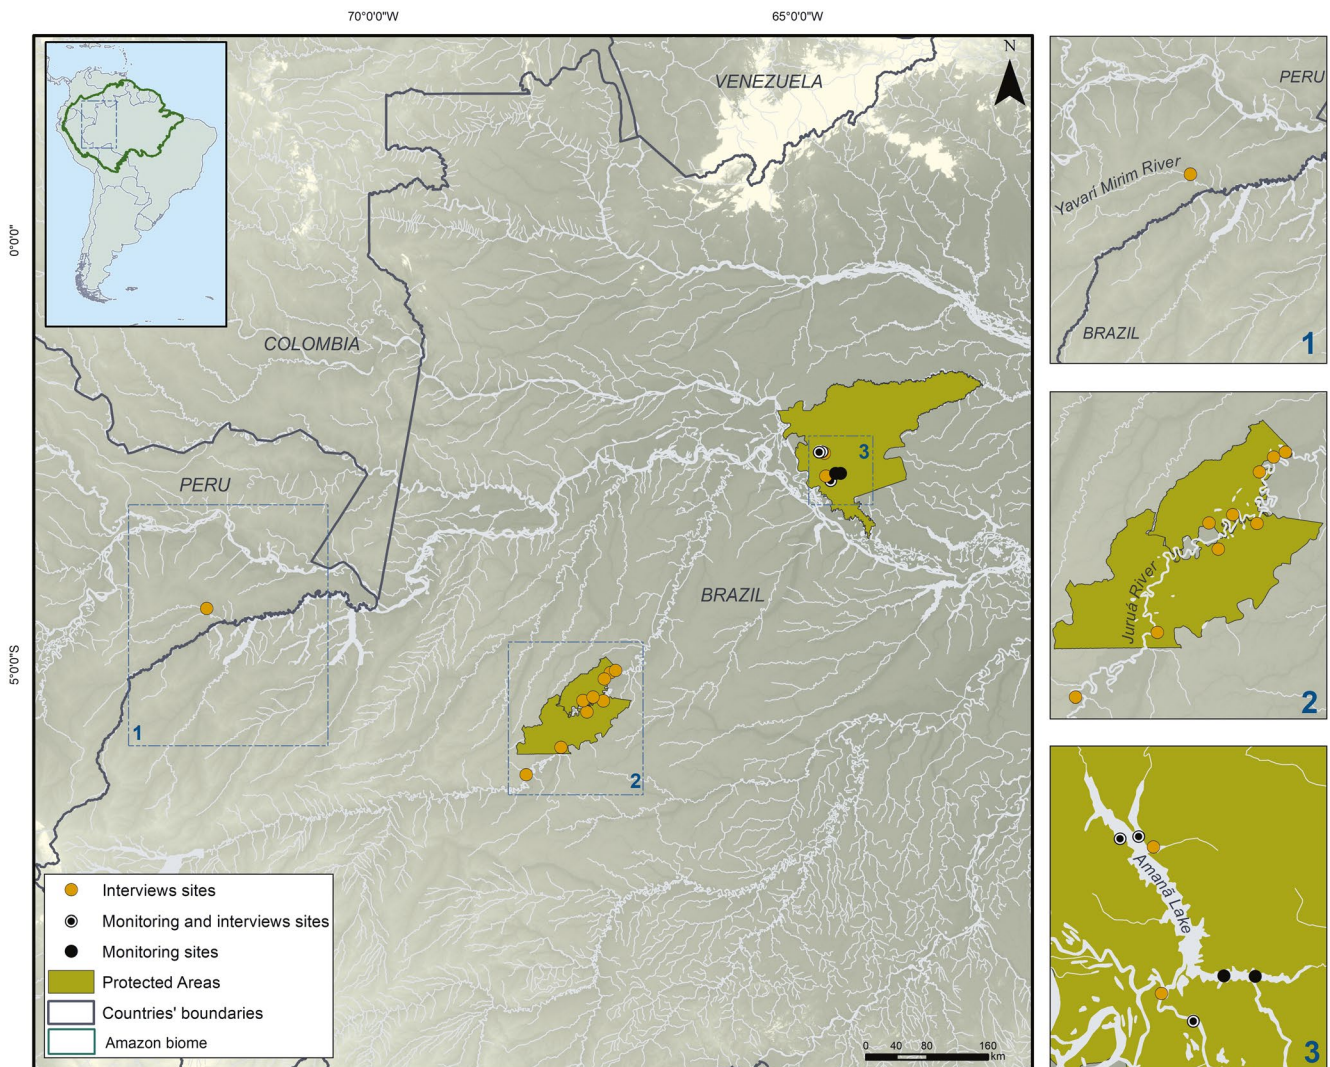 70°0'0"W
65°0'0"W
0°0'0"
5°0'0"S
N
VENEZUELA
COLOMBIA
PERU
BRAZIL
1
2
3
Interviews sites
Monitoring and interviews sites
Monitoring sites
Protected Areas
Countries' boundaries
Amazon biome
0 40 80 160
km
PERU
Yavari Mirim River
BRAZIL
1
Juruá River
2
Amanã Lake
3